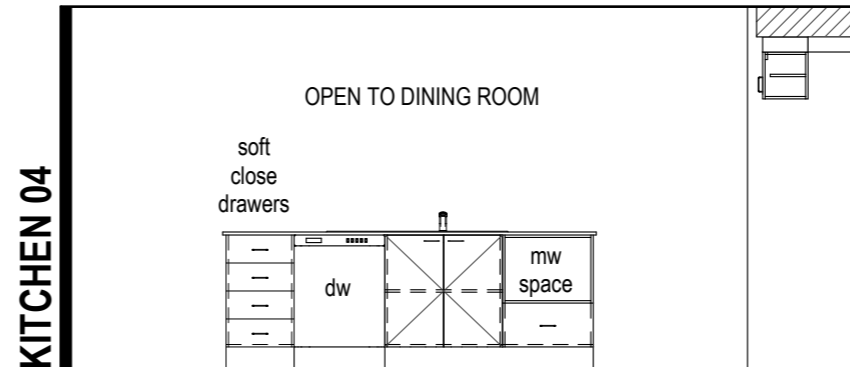 KITCHEN 04
OPEN TO DINING ROOM
soft
close
drawers
dw
mw
space